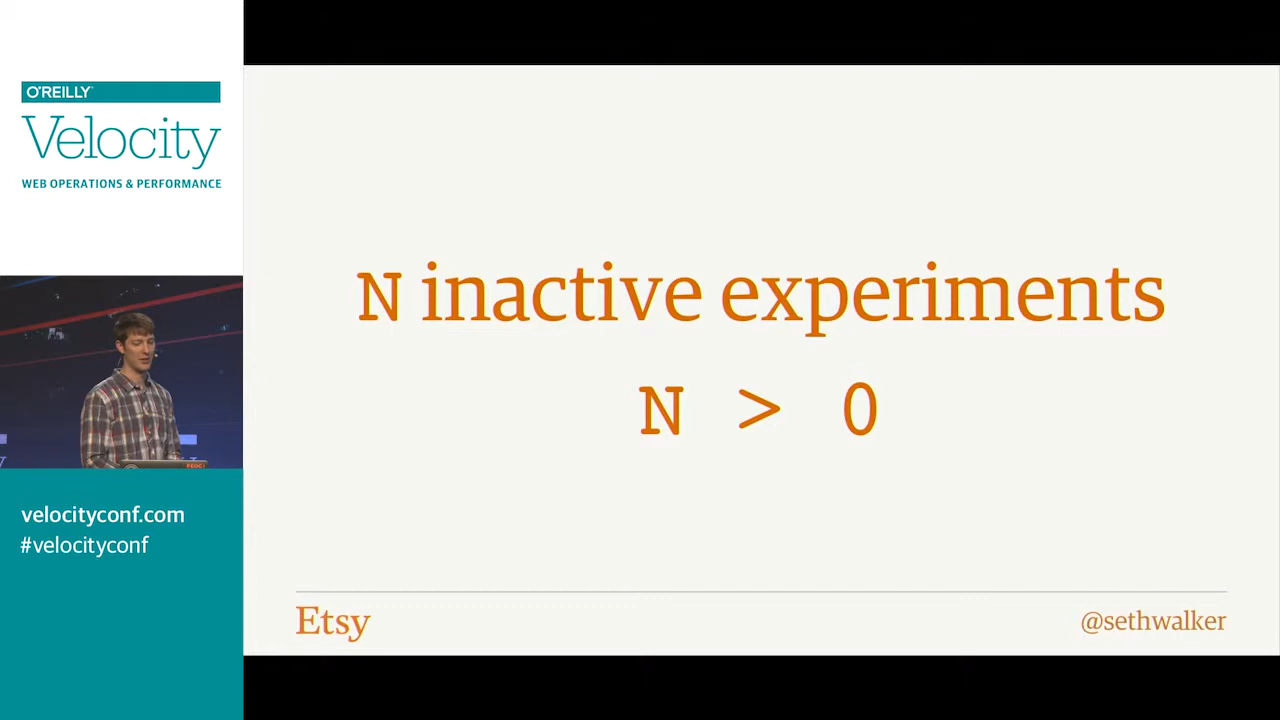 O'REILLY
Velocity
WEB OPERATIONS & PERFORMANCE
velocityconf.com
#velocityconf
N inactive experiments
N > 0
Etsy
@sethwalker